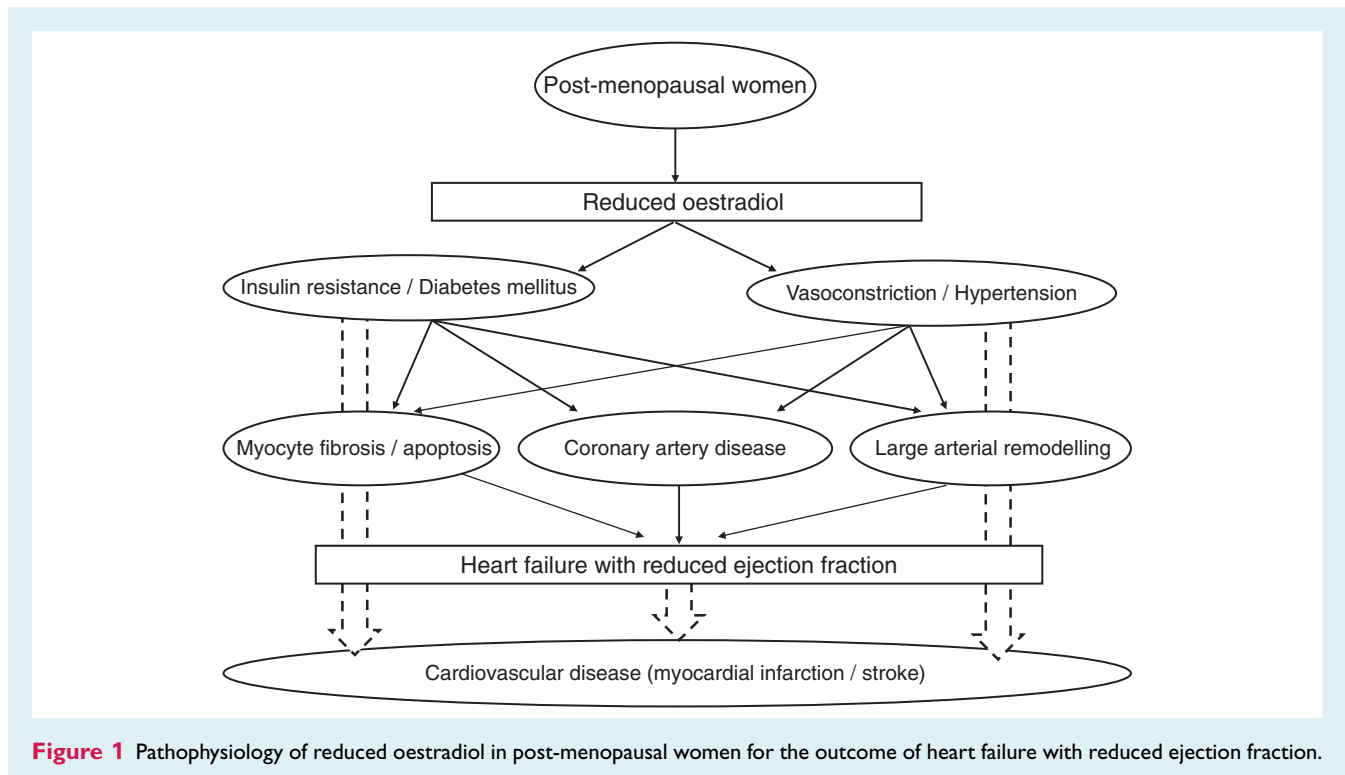 Post-menopausal women
Reduced oestradiol
Insulin resistance / Diabetes mellitus
Vasoconstriction / Hypertension
Myocyte fibrosis / apoptosis
Coronary artery disease
Large arterial remodelling
Heart failure with reduced ejection fraction
Cardiovascular disease (myocardial infarction / stroke)
Figure 1 Pathophysiology of reduced oestradiol in post-menopausal women for the outcome of heart failure with reduced ejection fraction.